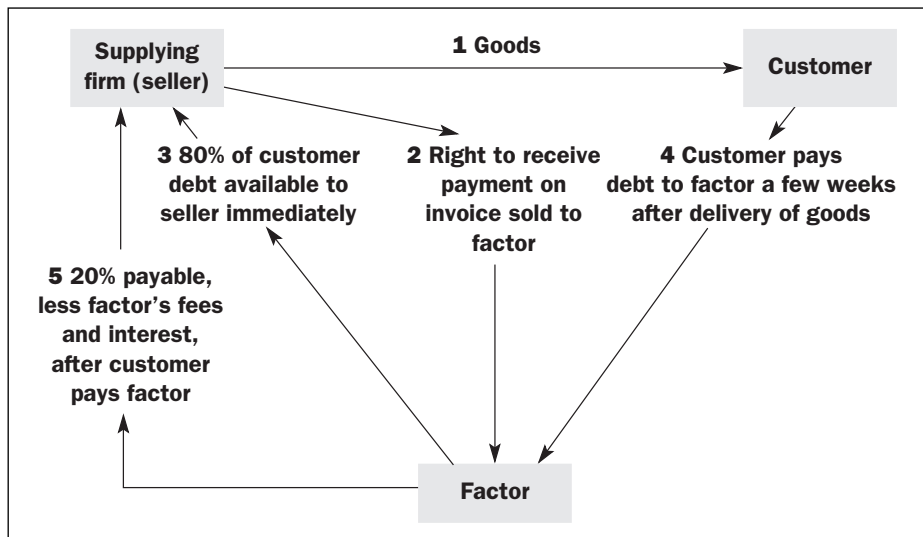 Supplying
firm (seller)
1 Goods
Customer
3 80% of customer
debt available to
seller immediately
2 Right to receive
payment on
invoice sold to
factor
4 Customer pays
debt to factor a few weeks
after delivery of goods
5 20% payable,
less factor’s fees
and interest,
after customer
pays factor
Factor